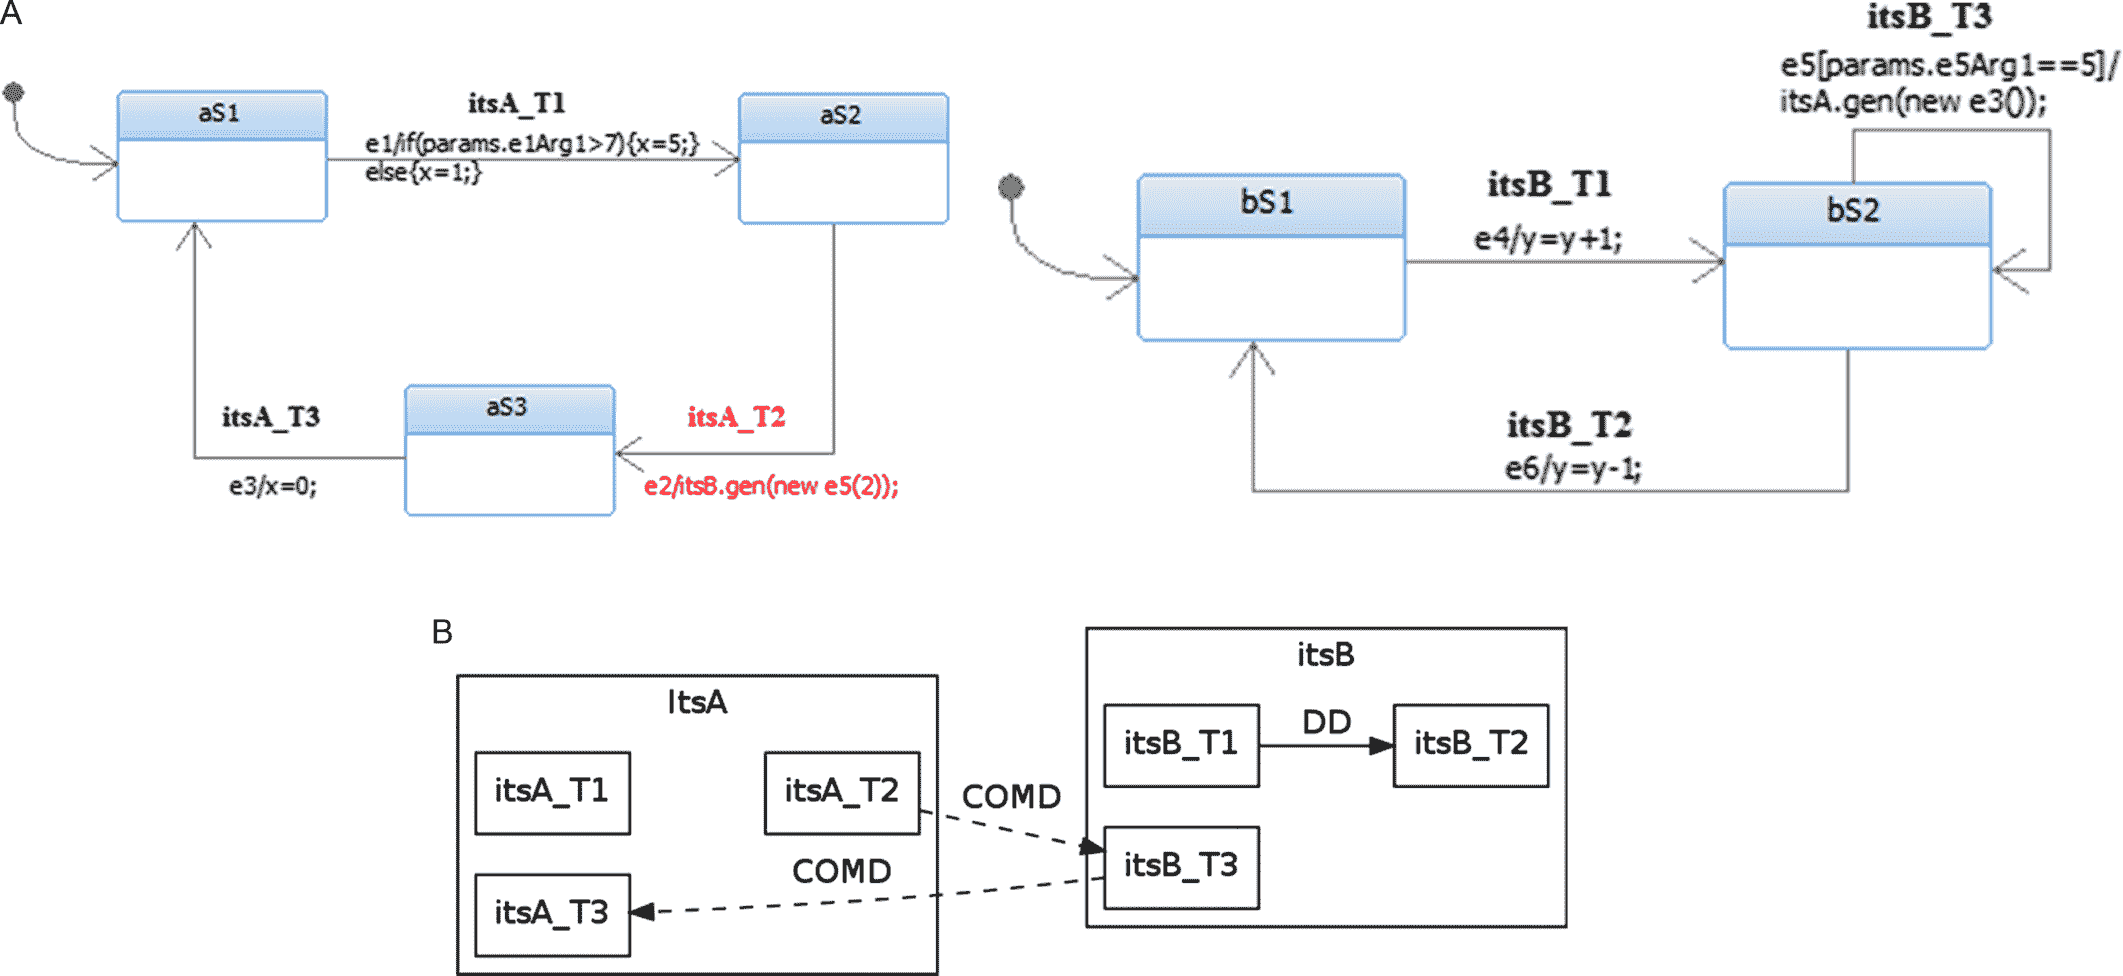 A
aS1
itsA_T1
e1/if(params.e1Arg1>7){x=5;}
else{x=1;}
aS2
itsA_T3
e3/x=0;
aS3
itsA_T2
e2/itsB.gen(new e5(2));
itsB_T3
e5[params.e5Arg1==5]/
itsA.gen(new e3());
bS1
itsB_T1
e4/y=y+1;
bS2
itsB_T2
e6/y=y-1;
B
ItsA
itsA_T1
itsA_T2
itsA_T3
COMD
COMD
itsB
itsB_T1
DD
itsB_T2
itsB_T3